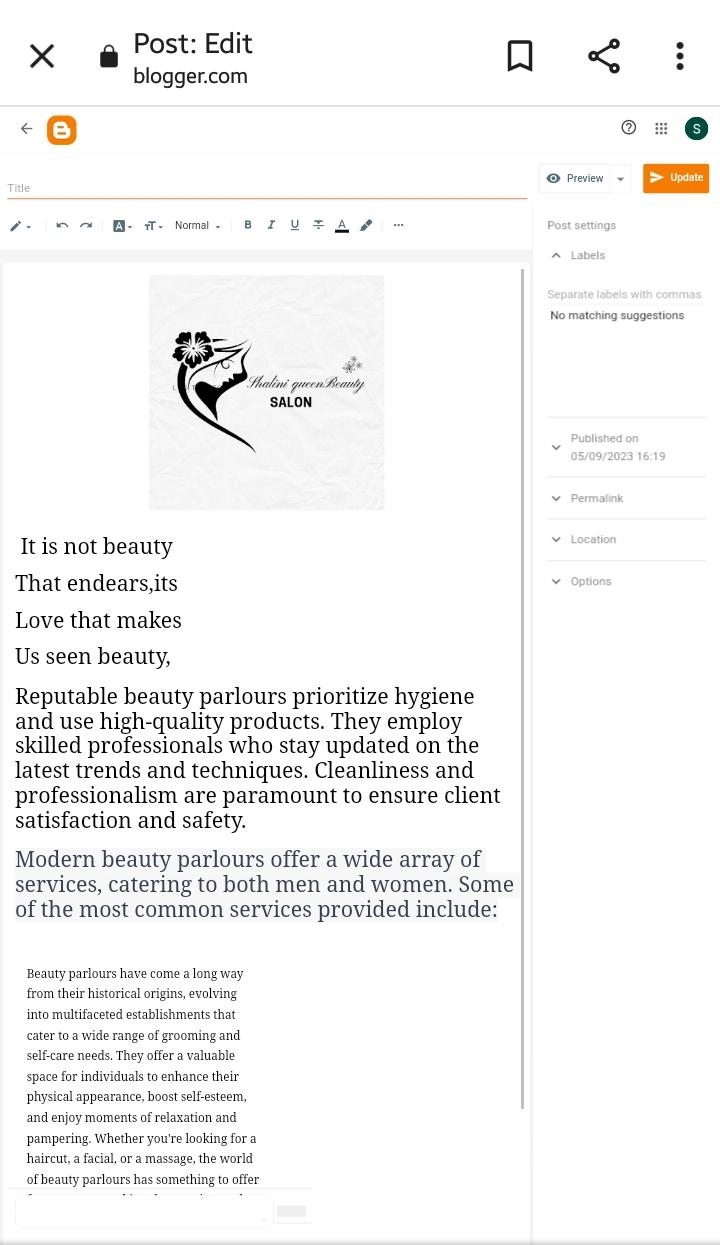 Post: Edit
blogger.com
S
Title
Preview
Update
Normal
B I U A
Post settings
Labels
Separate labels with commas
No matching suggestions
Published on
05/09/2023 16:19
Permalink
Location
Options
Shalini queenBeauty
SALON
It is not beauty
That endears,its
Love that makes
Us seen beauty,
Reputable beauty parlours prioritize hygiene
and use high-quality products. They employ
skilled professionals who stay updated on the
latest trends and techniques. Cleanliness and
professionalism are paramount to ensure client
satisfaction and safety.
Modern beauty parlours offer a wide array of
services, catering to both men and women. Some
of the most common services provided include:
Beauty parlours have come a long way
from their historical origins, evolving
into multifaceted establishments that
cater to a wide range of grooming and
self-care needs. They offer a valuable
space for individuals to enhance their
physical appearance, boost self-esteem,
and enjoy moments of relaxation and
pampering. Whether you're looking for a
haircut, a facial, or a massage, the world
of beauty parlours has something to offer